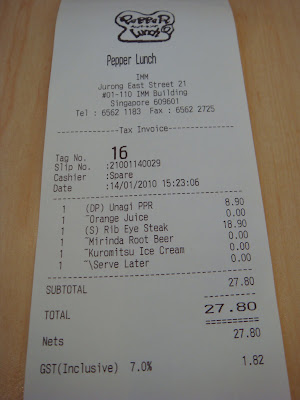 PEPPER
Lunch
Pepper Lunch
IMM
Jurong East Street 21
#01-110 IMM Building
Singapore 609601
Tel : 6562 1183 Fax : 6562 2725
Tax Invoice
Tag No. 16
Slip No. :21001140029
Cashier :Spare
Date :14/01/2010 15:23:06
1 (OP) Unagi PPR 8.90
1 ~Orange Juice 0.00
1 (S) Rib Eye Steak 18.90
1 ~Mirinda Root Beer 0.00
1 ~Kuromitsu Ice Cream 0.00
1 ~\Serve Later 0.00
SUBTOTAL 27.80
TOTAL 27.80
Nets 27.80
GST(Inclusive) 7.0% 1.82